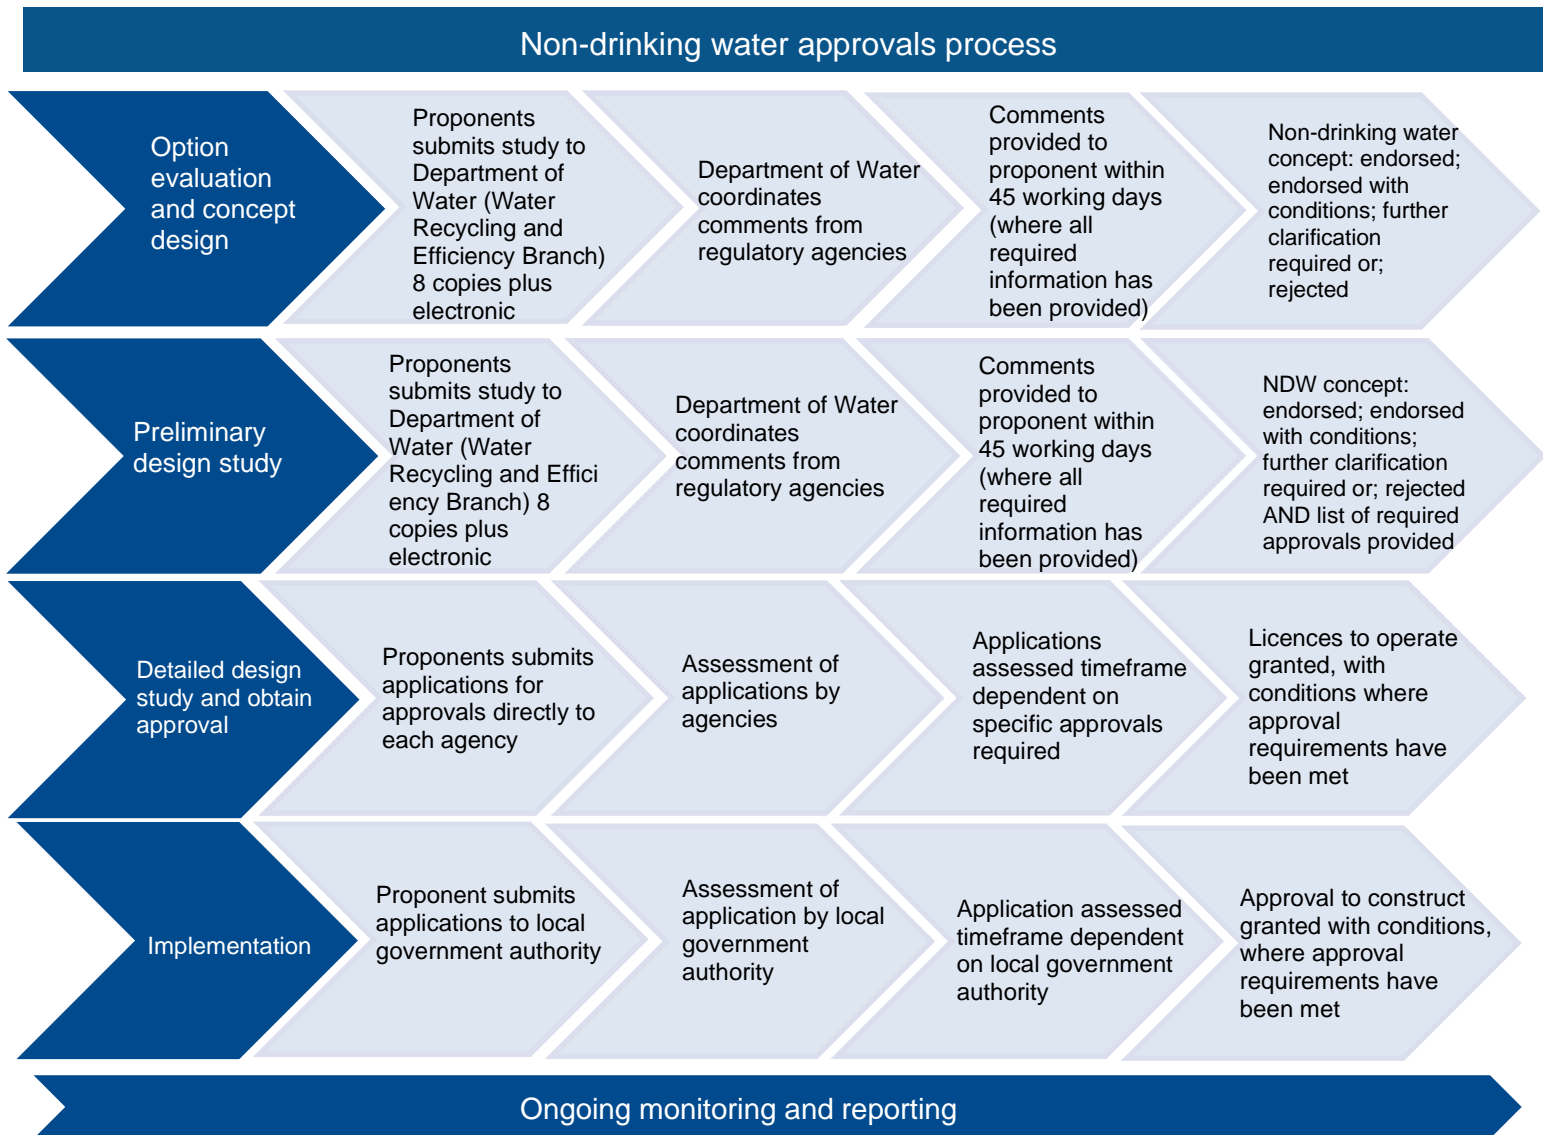 Non-drinking water approvals process
Option
evaluation
and concept
design
Proponents
submits study to
Department of
Water (Water
Recycling and
Efficiency Branch)
8 copies plus
electronic
Department of Water
coordinates
comments from
regulatory agencies
Comments
provided to
proponent within
45 working days
(where all
required
information has
been provided)
Non-drinking water
concept: endorsed;
endorsed with
conditions; further
clarification
required or;
rejected
Preliminary
design study
Proponents
submits study to
Department of
Water (Water
Recycling and Effici
ency Branch) 8
copies plus
electronic
Department of Water
coordinates
comments from
regulatory agencies
Comments
provided to
proponent within
45 working days
(where all
required
information has
been provided)
NDW concept:
endorsed; endorsed
with conditions;
further clarification
required or; rejected
AND list of required
approvals provided
Detailed design
study and obtain
approval
Proponents submits
applications for
approvals directly to
each agency
Assessment of
applications by
agencies
Applications
assessed timeframe
dependent on
specific approvals
required
Licences to operate
granted, with
conditions where
approval
requirements have
been met
Implementation
Proponent submits
applications to local
government authority
Assessment of
application by local
government
authority
Application assessed
timeframe dependent
on local government
authority
Approval to construct
granted with conditions,
where approval
requirements have
been met
Ongoing monitoring and reporting